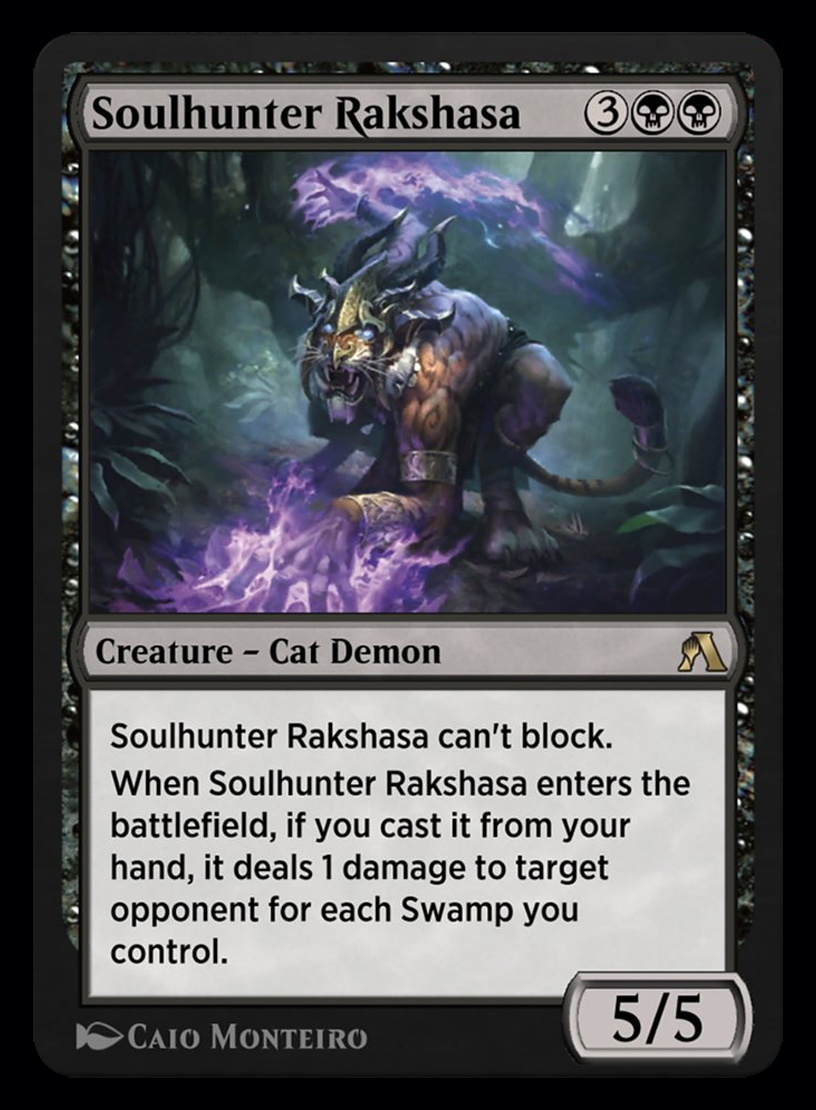 Soulhunter Rakshasa 3
Creature – Cat Demon
Soulhunter Rakshasa can't block.
When Soulhunter Rakshasa enters the
battlefield, if you cast it from your
hand, it deals 1 damage to target
opponent for each Swamp you
control.
5/5
Caio Monteiro